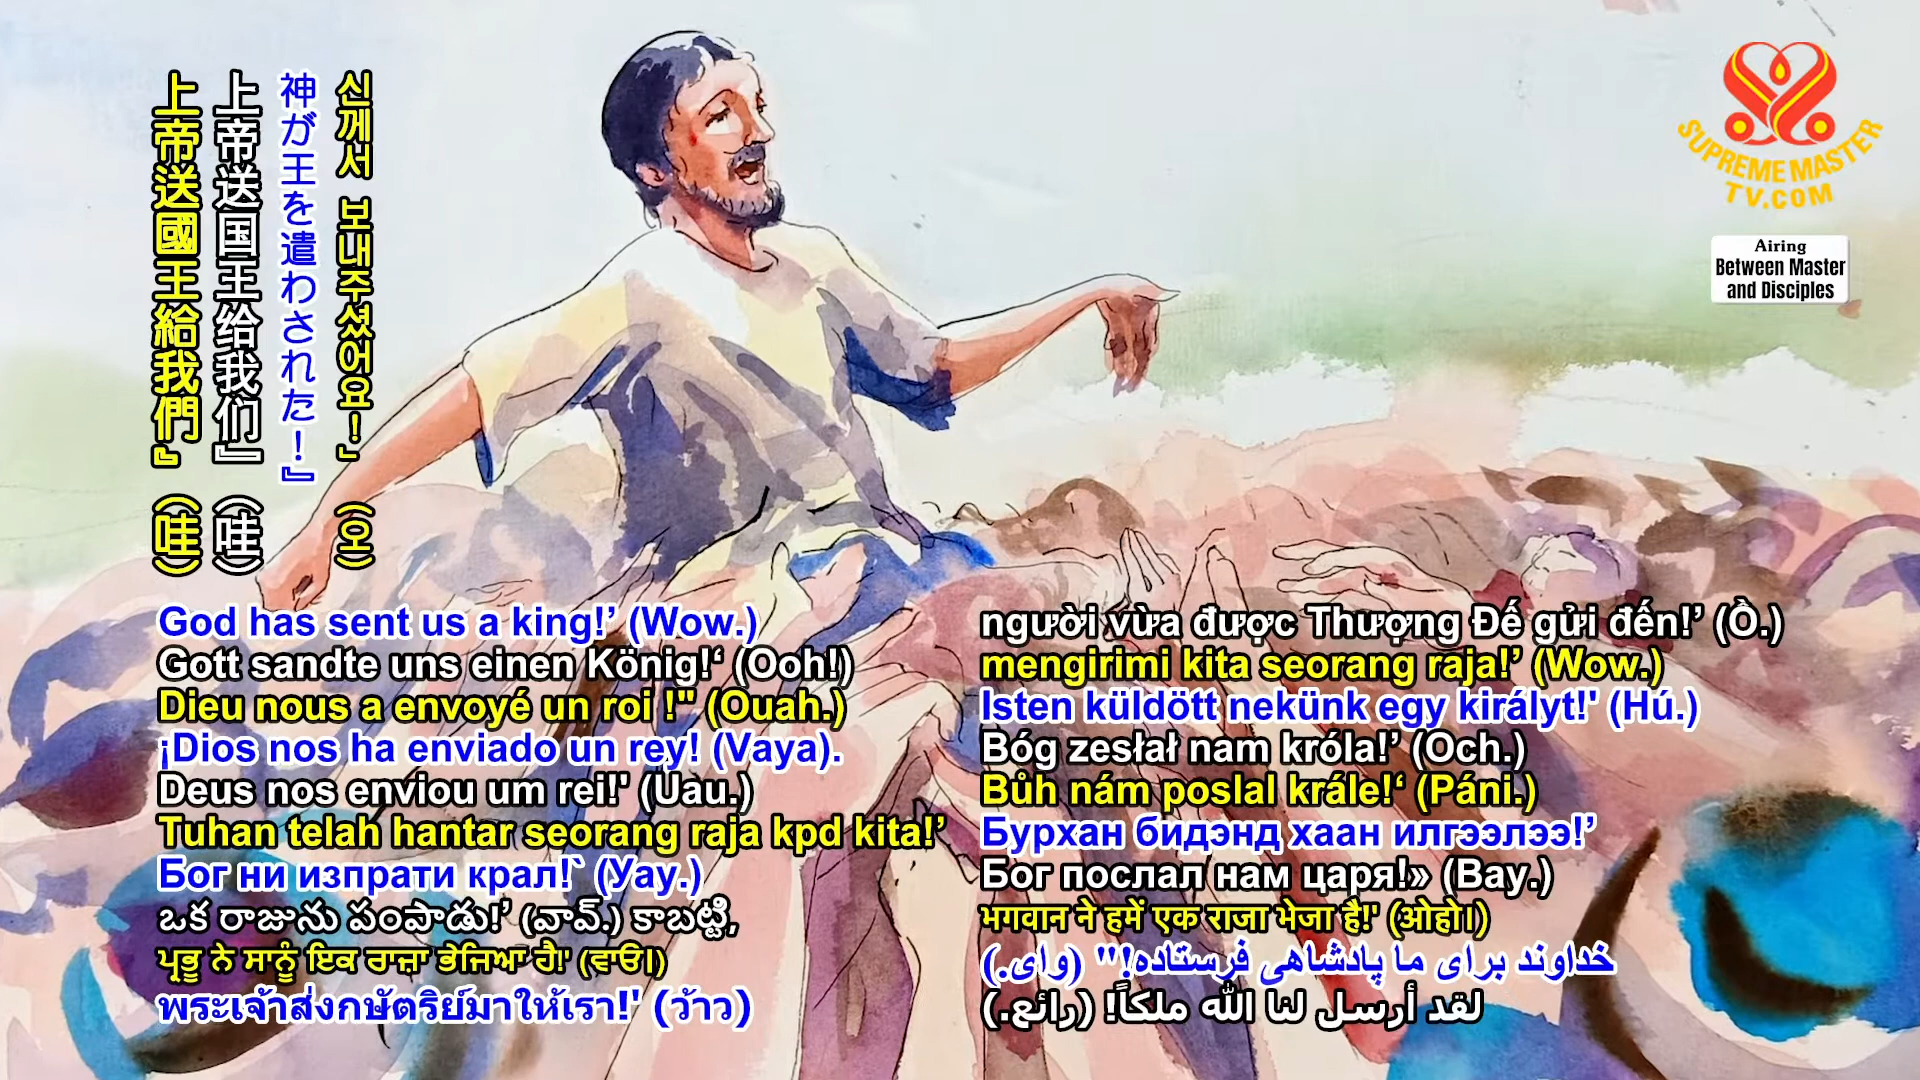 上帝送國王給我們』（哇）
上帝送国王给我们』（哇）
神が王を遣わされた！』
신께서 보내주셨어요！」（오）
SUPREME MASTER
TV.COM
Airing
Between Master
and Disciples
God has sent us a king!’ (Wow.)
Gott sandte uns einen König!‘ (Ooh!)
Dieu nous a envoyé un roi !" (Ouah.)
¡Dios nos ha enviado un rey! (Vaya).
Deus nos enviou um rei!' (Uau.)
Tuhan telah hantar seorang raja kpd kita!’
Бог ни изпрати крал!` (Уау.)
ఒక రాజును పంపాడు!’ (వావ్.) కాబట్టి,
ਪ੍ਰਭੂ ਨੇ ਸਾਨੂੰ ਇਕ ਰਾਜ਼ਾ ਭੇਜਿਆ ਹੈ!' (ਵਾਓ।)
พระเจ้าส่งกษัตริย์มาให้เรา!' (ว้าว)
người vừa được Thượng Đế gửi đến!’ (Ồ.)
mengirimi kita seorang raja!’ (Wow.)
Isten küldött nekünk egy királyt!' (Hú.)
Bóg zesłał nam króla!’ (Och.)
Bůh nám poslal krále!‘ (Páni.)
Бурхан бидэнд хаан илгээлээ!’
Бог послал нам царя!» (Вау.)
भगवान ने हमें एक राजा भेजा है!' (ओहो।)
خداوند برای ما پادشاهی فرستاده!" (وای.)
لقد أرسل لنا الله ملكاً! (رائع.)